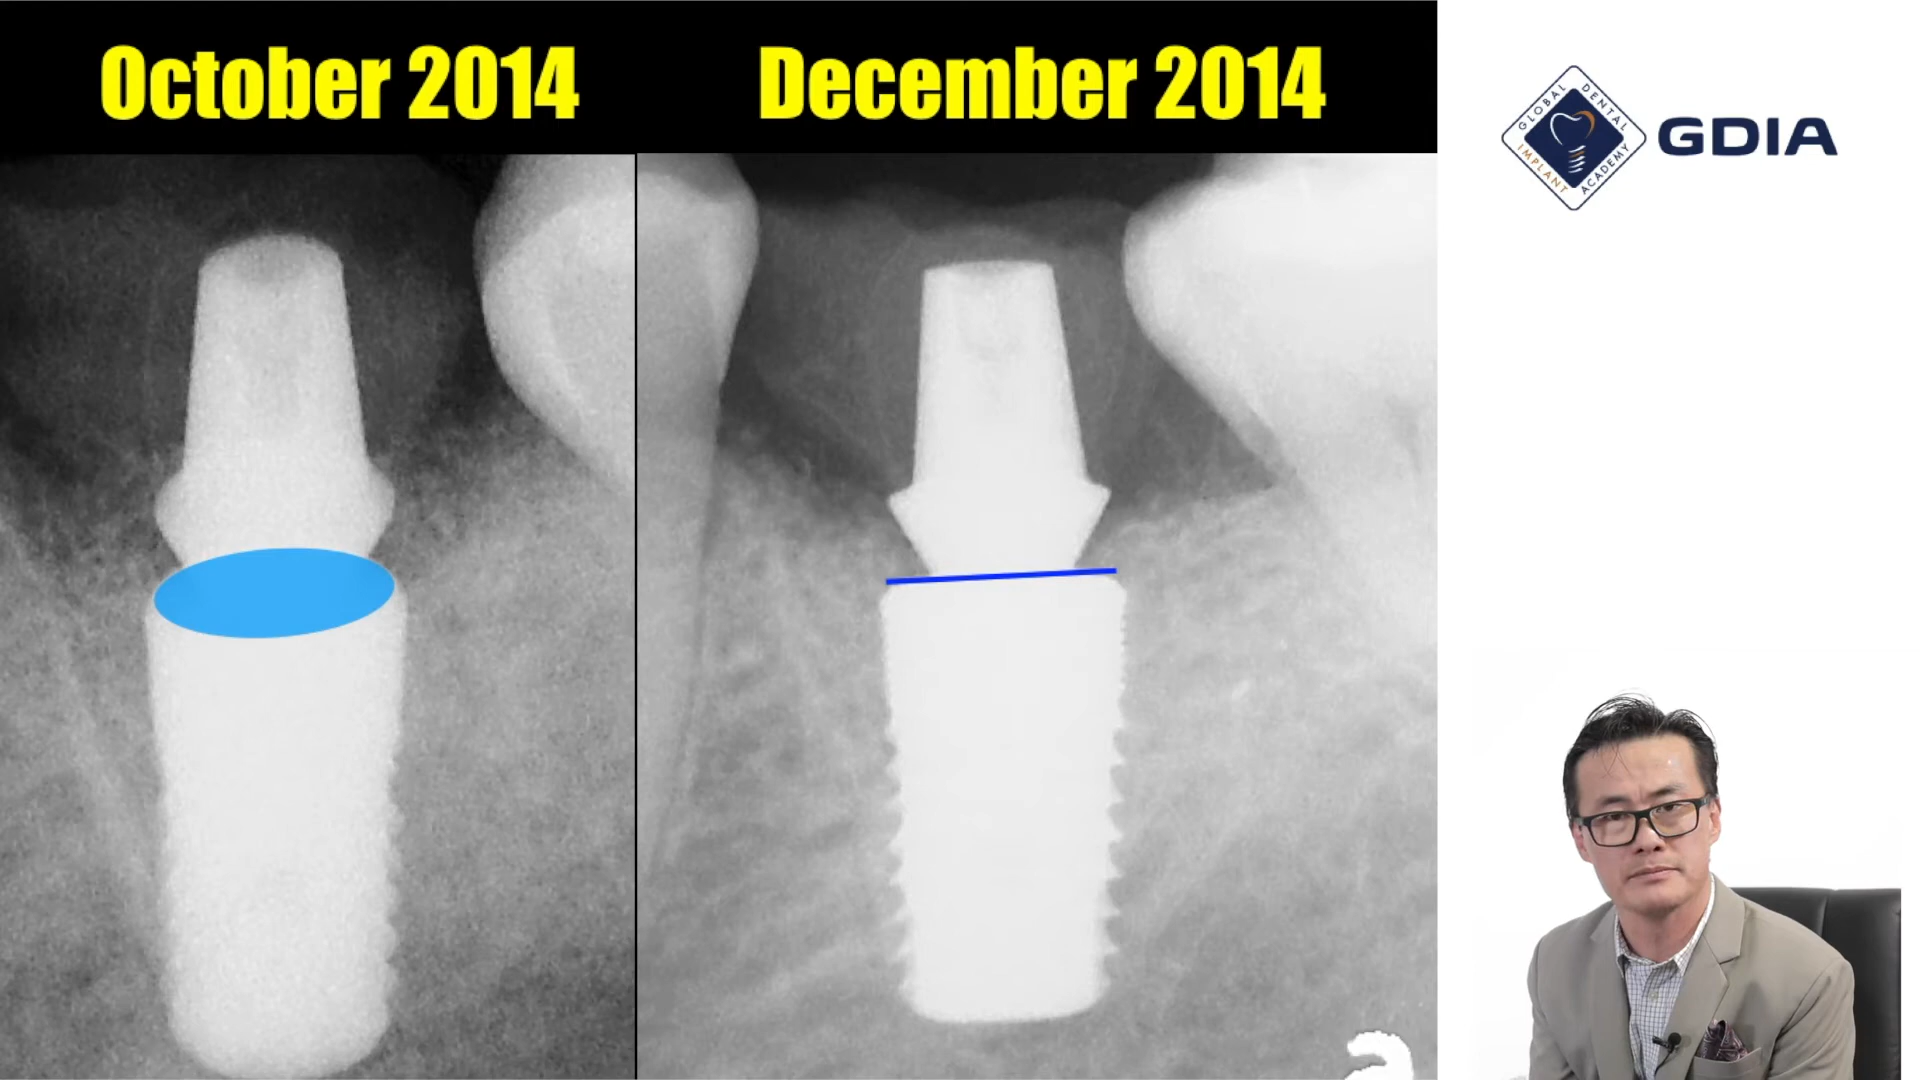 October 2014
December 2014
GLOBAL DENTAL
IMPLANT ACADEMY
GDIA